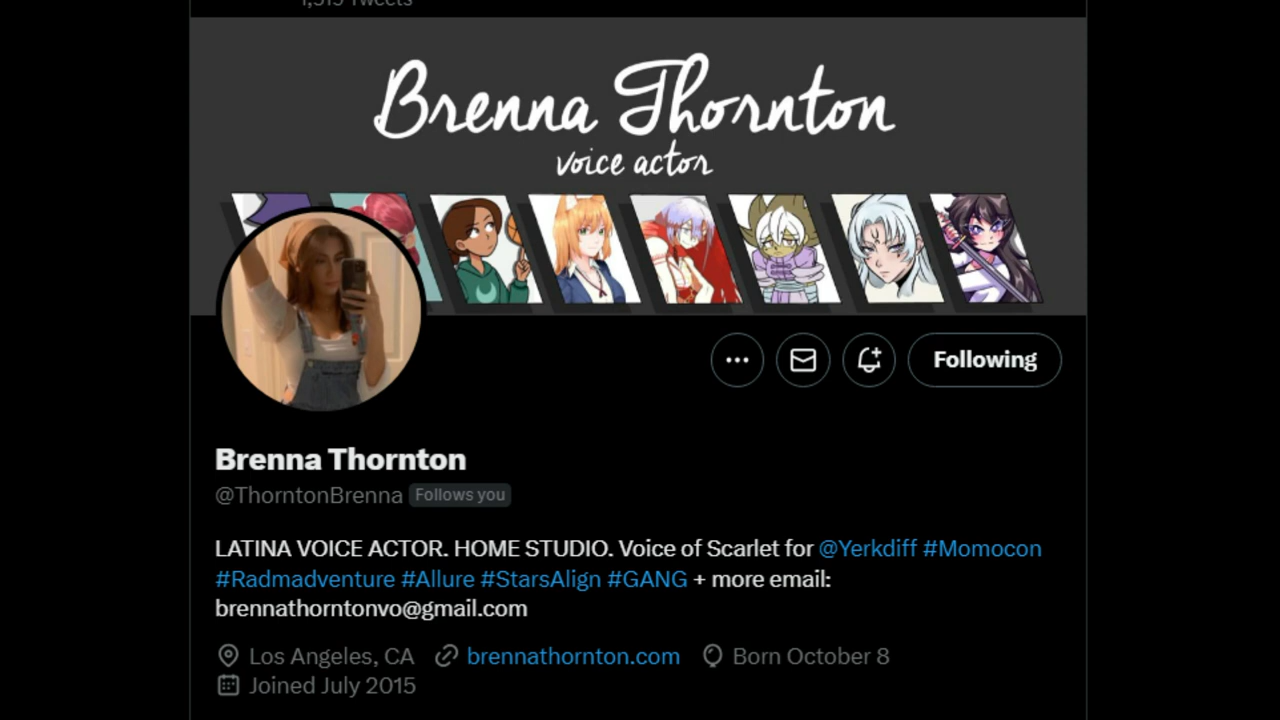 Brenna Thornton
voice actor
Following
Brenna Thornton
@ThorntonBrenna Follows you
LATINA VOICE ACTOR. HOME STUDIO. Voice of Scarlet for @Yerkdiff #Momocon
#Radmadventure #Allure #StarsAlign #GANG + more email:
brennathorntonvo@gmail.com
Los Angeles, CA brennathornton.com Born October 8
Joined July 2015